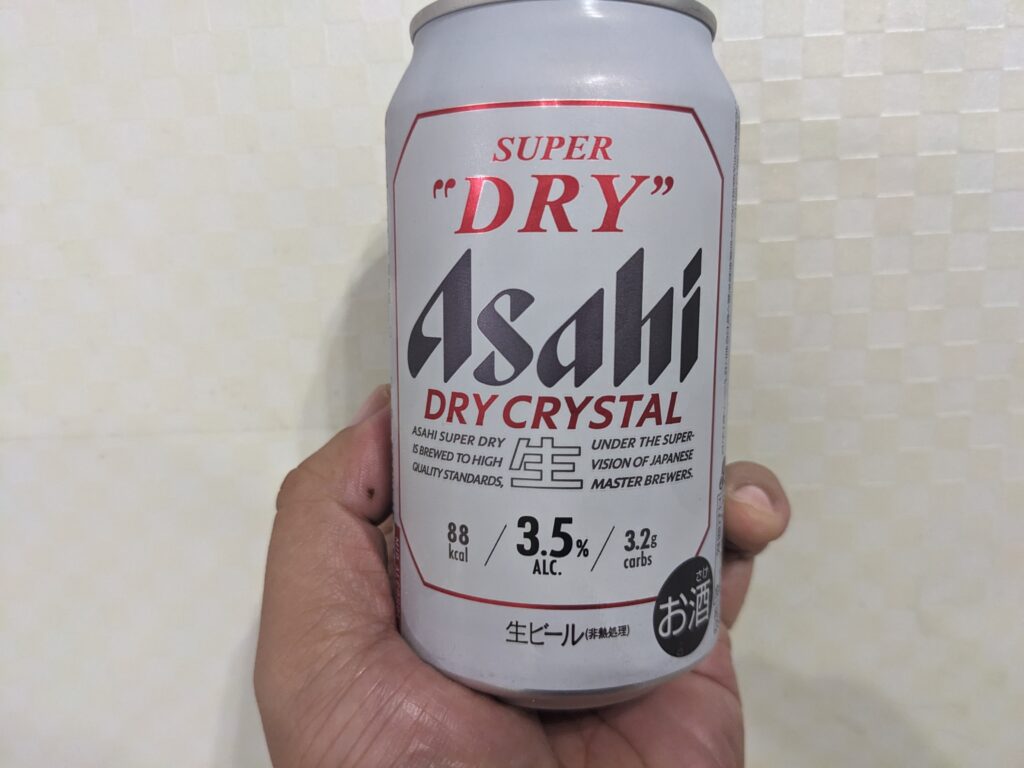 SUPER
"DRY"
Asahi
DRY CRYSTAL
ASAHI SUPER DRY
IS BREWED TO HIGH
QUALITY STANDARDS,
生
UNDER THE SUPER-
VISION OF JAPANESE
MASTER BREWERS.
88
kcal
3.5%
ALC.
3.2g
carbs
さけ
お酒
生ビール(非熱処理)